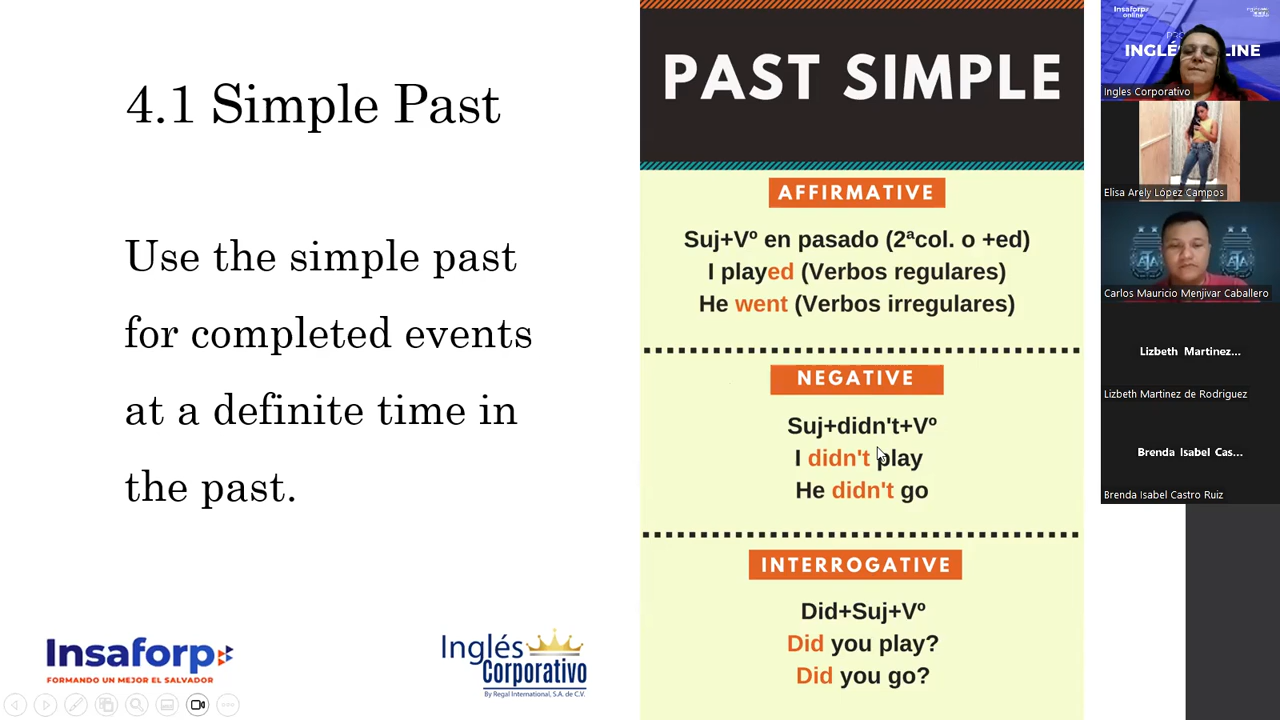 4.1 Simple Past
Use the simple past
for completed events
at a definite time in
the past.
Insaforp
FORMANDO UN MEJOR EL SALVADOR
Inglés
Corporativo
By Regal International, S.A. de C.V.
PAST SIMPLE
AFFIRMATIVE
Suj+Vº en pasado (2ªcol. o +ed)
I played (Verbos regulares)
He went (Verbos irregulares)
NEGATIVE
Suj+didn't+Vº
I didn't play
He didn't go
INTERROGATIVE
Did+Suj+Vº
Did you play?
Did you go?
Insaforp
online
Ingles Corporativo
Elisa Arely López Campos
Carlos Mauricio Menjivar Caballero
Lizbeth Martinez...
Lizbeth Martinez de Rodriguez
Brenda Isabel Cas...
Brenda Isabel Castro Ruiz